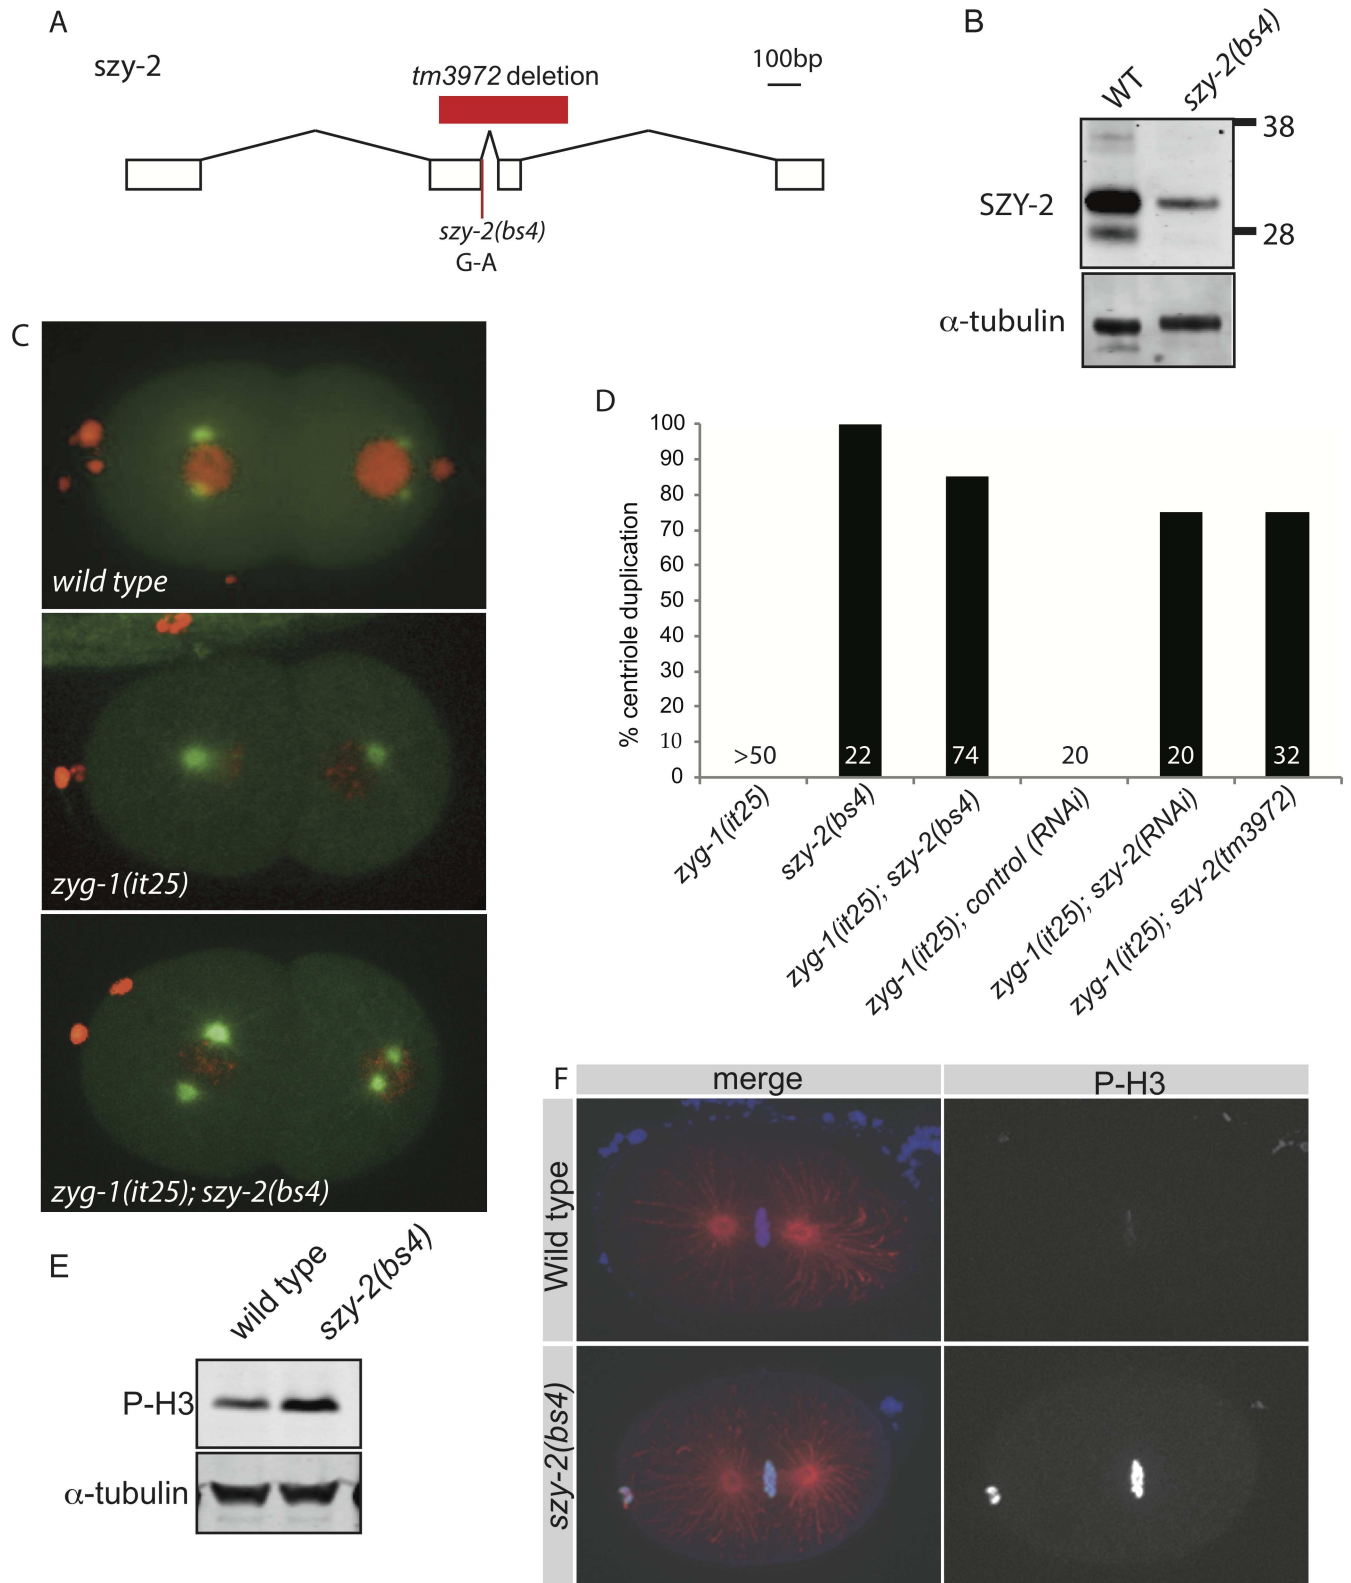 A
szy-2
tm3972 deletion
100bp
szy-2(bs4)
G-A
B
WT
szy-2(bs4)
38
SZY-2
28
α-tubulin
C
wild type
zyg-1(it25)
zyg-1(it25); szy-2(bs4)
D
% centriole duplication
100
90
80
70
60
50
40
30
20
10
0
>50
22
74
20
20
32
zyg-1(it25)
szy-2(bs4)
zyg-1(it25); szy-2(bs4)
zyg-1(it25); control (RNAi)
zyg-1(it25); szy-2(RNAi)
zyg-1(it25); szy-2(tm3972)
E
wild type
szy-2(bs4)
P-H3
α-tubulin
F
merge
P-H3
Wild type
szy-2(bs4)